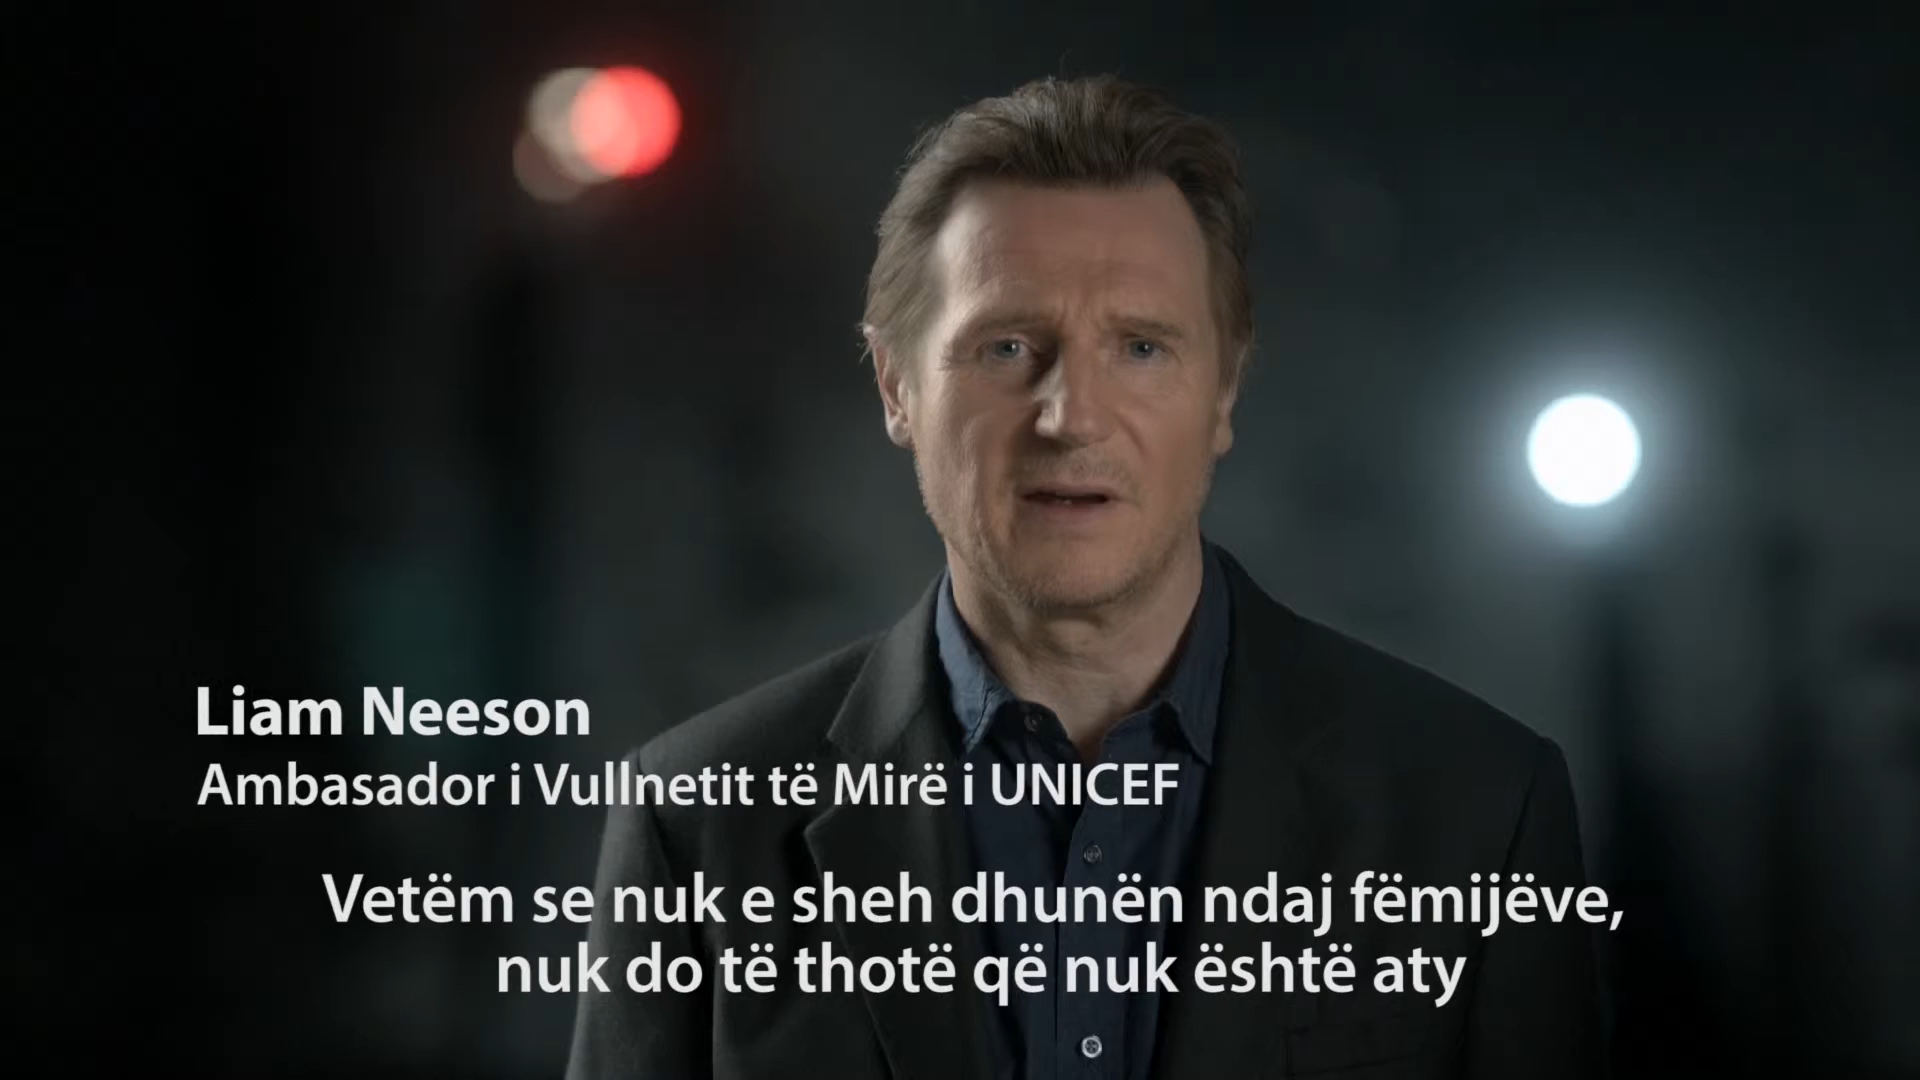 Liam Neeson
Ambasador i Vullnetit të Mirë i UNICEF
Vetëm se nuk e sheh dhunën ndaj fëmijëve,
nuk do të thotë që nuk është aty